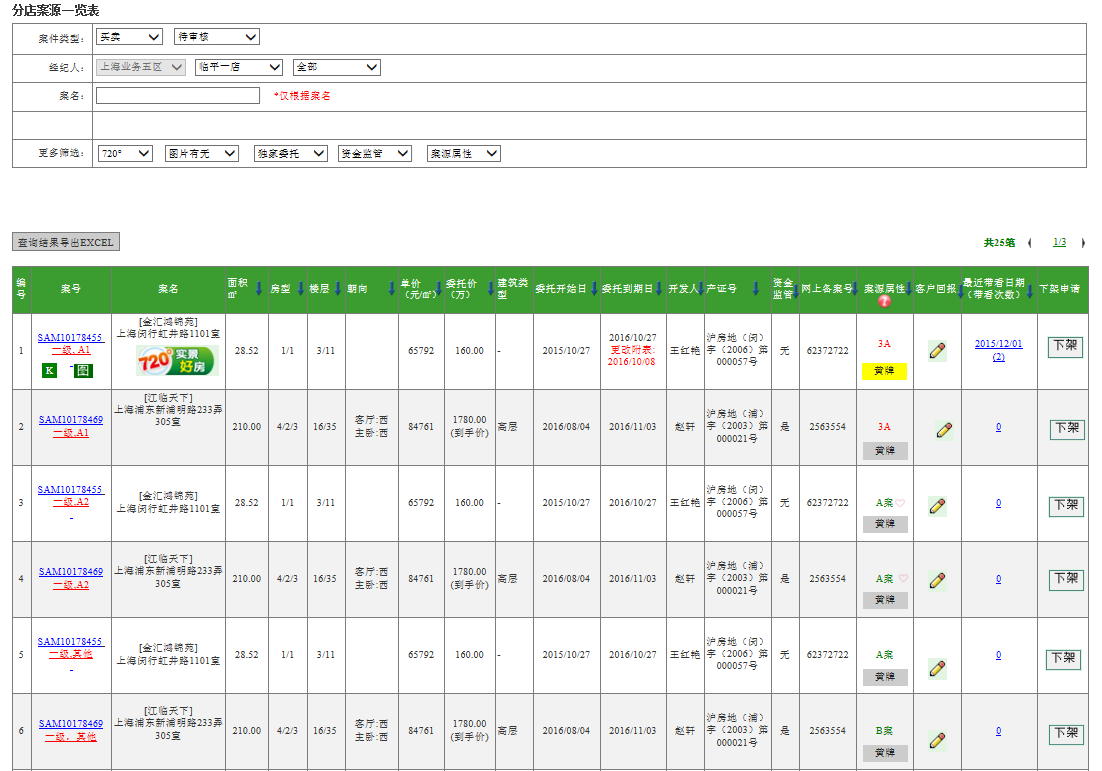 分店案源一览表
案件类型： 买卖 待审核
经纪人： 上海业务五区 临平一店 全部
案名： *仅根据案名
更多筛选： 720° 图片有无 独家委托 资金监管 案源属性
查询结果导出EXCEL 共25笔 1/3
编号 案号 案名 面积㎡ 房型 楼层 朝向 单价（元/㎡） 委托价（万） 建筑类型 委托开始日 委托到期日 开发人 产证号 资金监管 网上备案号 案源属性 ? 客户回报 最近带看日期（带看次数） 下架申请
1 SAM10178455 一级, A1 K 图 [金汇鸿锦苑] 上海闵行虹井路1101室 720° 实景好房 28.52 1/1 3/11 65792 160.00 - 2015/10/27 2016/10/27 更改附表: 2016/10/08 王红艳 沪房地（闵）字（2006）第000057号 无 62372722 3A 黄牌 2015/12/01 (2) 下架
2 SAM10178469 一级,A1 [江临天下] 上海浦东新浦明路233弄305室 210.00 4/2/3 16/35 客厅:西 主卧:西 84761 1780.00 (到手价) 高层 2016/08/04 2016/11/03 赵轩 沪房地（浦）字（2003）第000021号 是 2563554 3A 黄牌 0 下架
3 SAM10178455 一级,A2 [金汇鸿锦苑] 上海闵行虹井路1101室 28.52 1/1 3/11 65792 160.00 - 2015/10/27 2016/10/27 王红艳 沪房地（闵）字（2006）第000057号 无 62372722 A案 黄牌 0 下架
4 SAM10178469 一级,A2 [江临天下] 上海浦东新浦明路233弄305室 210.00 4/2/3 16/35 客厅:西 主卧:西 84761 1780.00 (到手价) 高层 2016/08/04 2016/11/03 赵轩 沪房地（浦）字（2003）第000021号 是 2563554 A案 黄牌 0 下架
5 SAM10178455 一级,其他 [金汇鸿锦苑] 上海闵行虹井路1101室 28.52 1/1 3/11 65792 160.00 - 2015/10/27 2016/10/27 王红艳 沪房地（闵）字（2006）第000057号 无 62372722 A案 黄牌 0 下架
6 SAM10178469 一级，其他 [江临天下] 上海浦东新浦明路233弄305室 210.00 4/2/3 16/35 客厅:西 主卧:西 84761 1780.00 (到手价) 高层 2016/08/04 2016/11/03 赵轩 沪房地（浦）字（2003）第000021号 是 2563554 B案 黄牌 0 下架